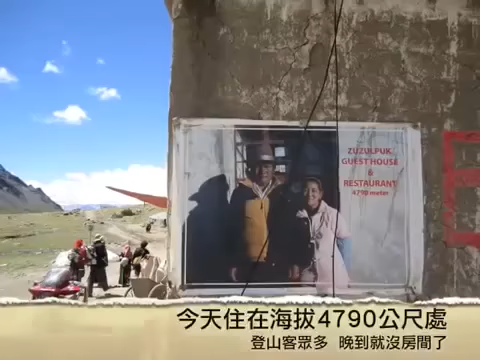 ZUZULPUK
GUEST HOUSE
&
RESTAURANT
4790 meter
今天住在海拔4790公尺處
登山客眾多 晚到就沒房間了